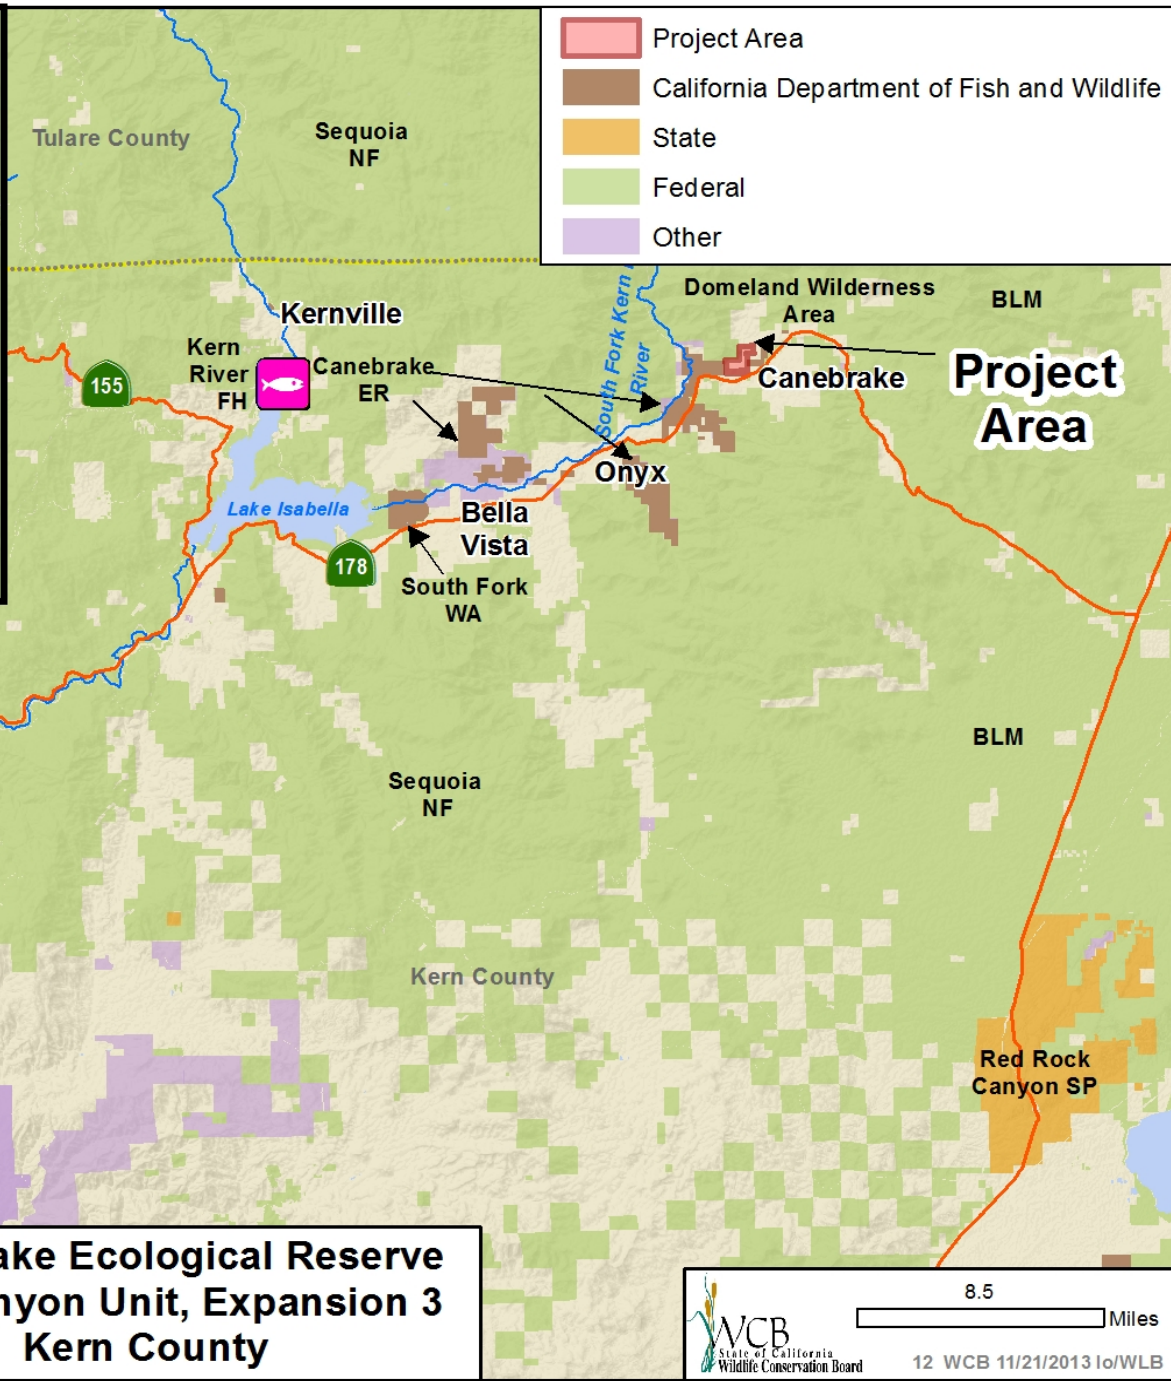 Project Area
California Department of Fish and Wildlife
State
Federal
Other
Tulare County
Sequoia
NF
Kernville
Kern
River
FH
155
Canebrake
ER
South Fork Kern
River
Domeland Wilderness
Area
BLM
Project
Area
Canebrake
Onyx
Lake Isabella
Bella
Vista
178
South Fork
WA
BLM
Sequoia
NF
Kern County
Red Rock
Canyon SP
ake Ecological Reserve
nyon Unit, Expansion 3
Kern County
WCB
State of California
Wildlife Conservation Board
8.5
Miles
12 WCB 11/21/2013 lo/WLB